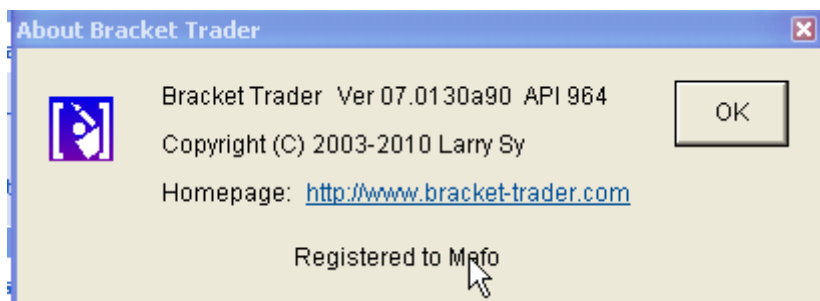 About Bracket Trader
Bracket Trader Ver 07.0130a90 API 964
OK
Copyright (C) 2003-2010 Larry Sy
Homepage: http://www.bracket-trader.com
Registered to